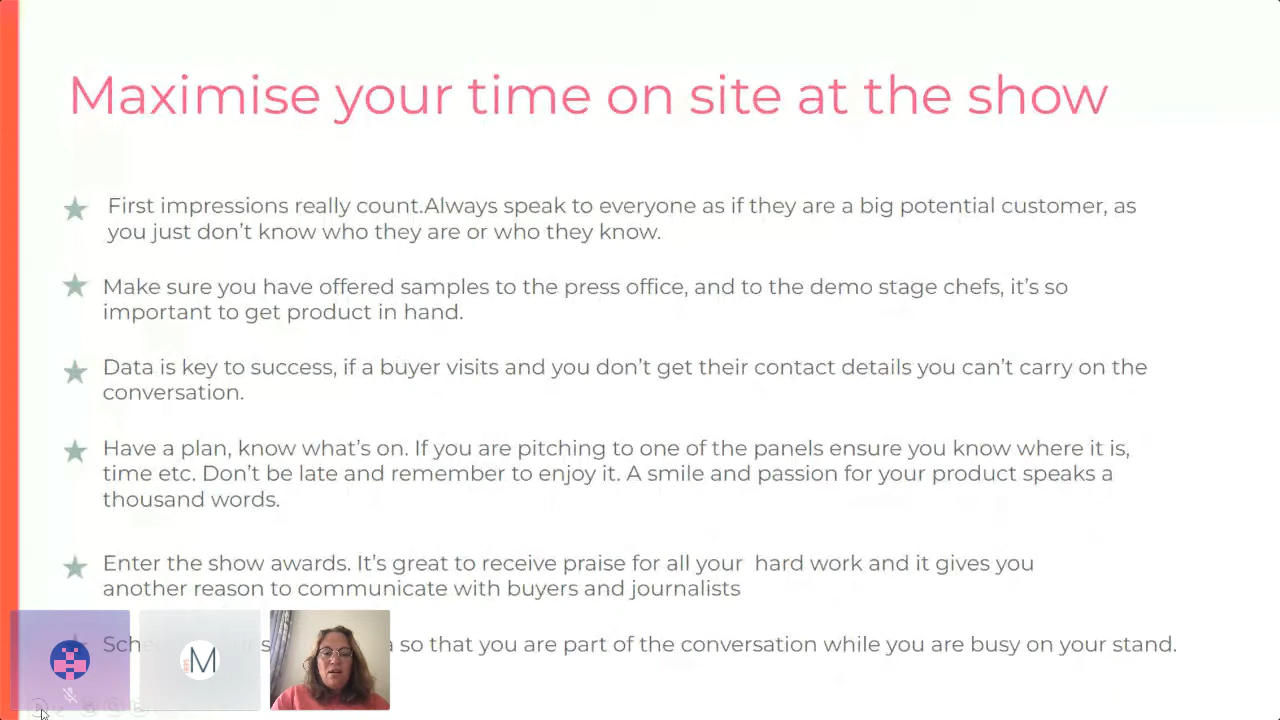 Maximise your time on site at the show
First impressions really count.Always speak to everyone as if they are a big potential customer, as
you just don't know who they are or who they know.
Make sure you have offered samples to the press office, and to the demo stage chefs, it's so
important to get product in hand.
Data is key to success, if a buyer visits and you don't get their contact details you can't carry on the
conversation.
Have a plan, know what's on. If you are pitching to one of the panels ensure you know where it is,
time etc. Don't be late and remember to enjoy it. A smile and passion for your product speaks a
thousand words.
Enter the show awards. It's great to receive praise for all your  hard work and it gives you
another reason to communicate with buyers and journalists
so that you are part of the conversation while you are busy on your stand.
M